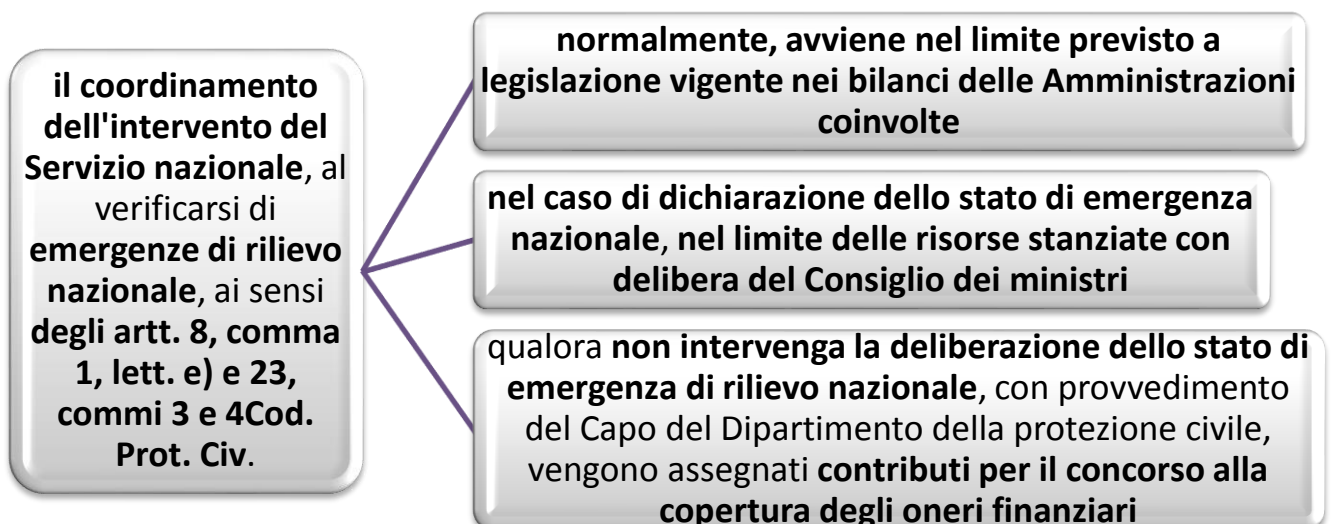 il coordinamento
dell'intervento del
Servizio nazionale, al
verificarsi di
emergenze di rilievo
nazionale, ai sensi
degli artt. 8, comma
1, lett. e) e 23,
commi 3 e 4Cod.
Prot. Civ.
normalmente, avviene nel limite previsto a
legislazione vigente nei bilanci delle Amministrazioni
coinvolte
nel caso di dichiarazione dello stato di emergenza
nazionale, nel limite delle risorse stanziate con
delibera del Consiglio dei ministri
qualora non intervenga la deliberazione dello stato di
emergenza di rilievo nazionale, con provvedimento
del Capo del Dipartimento della protezione civile,
vengono assegnati contributi per il concorso alla
copertura degli oneri finanziari